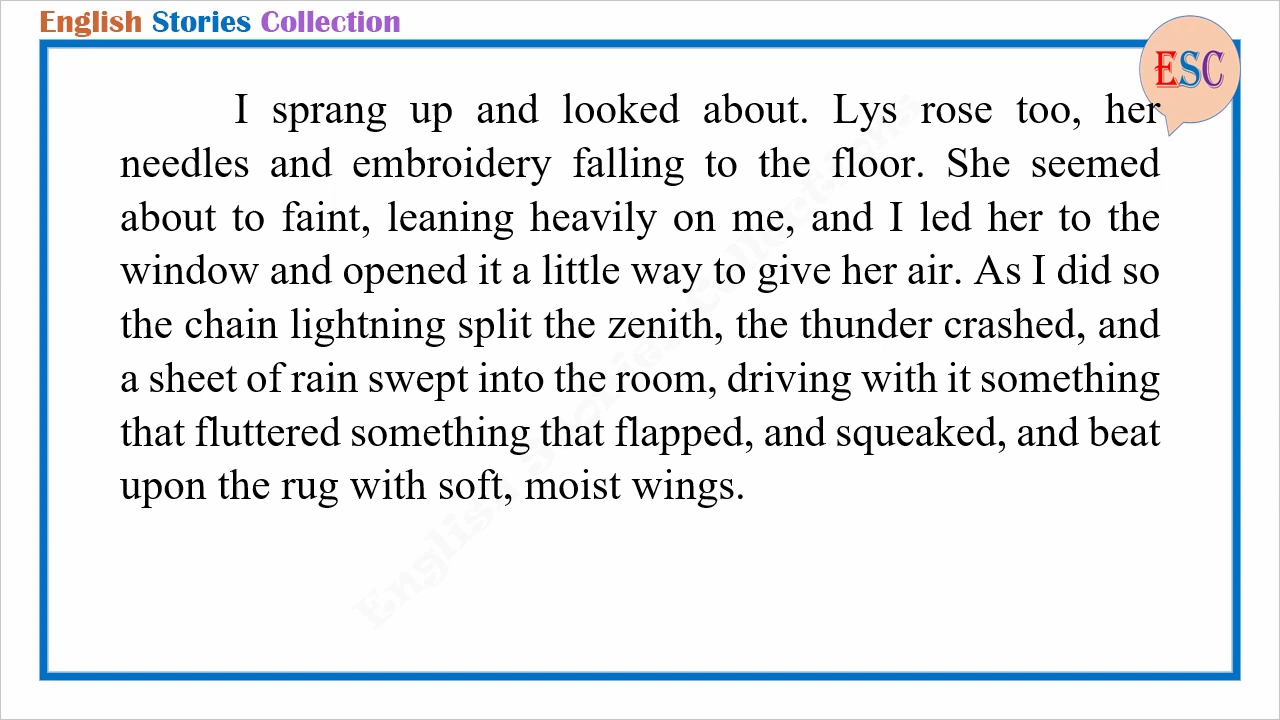 English Stories Collection
ESC
I sprang up and looked about. Lys rose too, her
needles and embroidery falling to the floor. She seemed
about to faint, leaning heavily on me, and I led her to the
window and opened it a little way to give her air. As I did so
the chain lightning split the zenith, the thunder crashed, and
a sheet of rain swept into the room, driving with it something
that fluttered something that flapped, and squeaked, and beat
upon the rug with soft, moist wings.
English Stories Collections